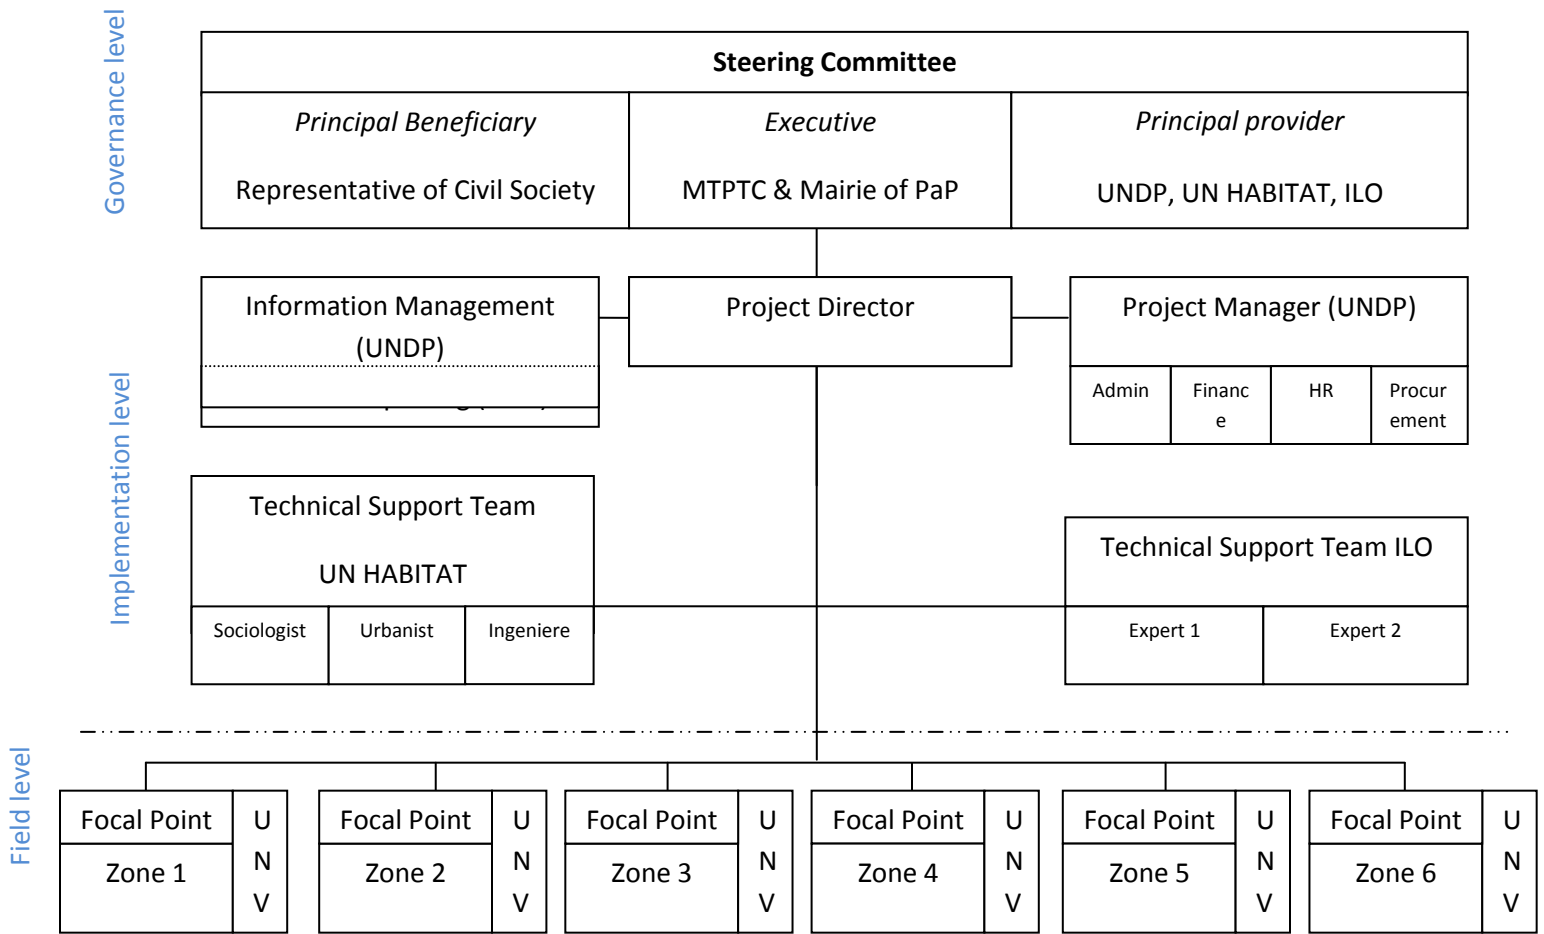 Governance level
Steering Committee
Principal Beneficiary
Representative of Civil Society
Executive
MTPTC & Mairie of PaP
Principal provider
UNDP, UN HABITAT, ILO
Implementation level
Information Management
(UNDP)
Project Director
Project Manager (UNDP)
Admin
Financ
e
HR
Procur
ement
Technical Support Team
UN HABITAT
Sociologist
Urbanist
Ingeniere
Technical Support Team ILO
Expert 1
Expert 2
Field level
Focal Point
Zone 1
U
N
V
Focal Point
Zone 2
U
N
V
Focal Point
Zone 3
U
N
V
Focal Point
Zone 4
U
N
V
Focal Point
Zone 5
U
N
V
Focal Point
Zone 6
U
N
V